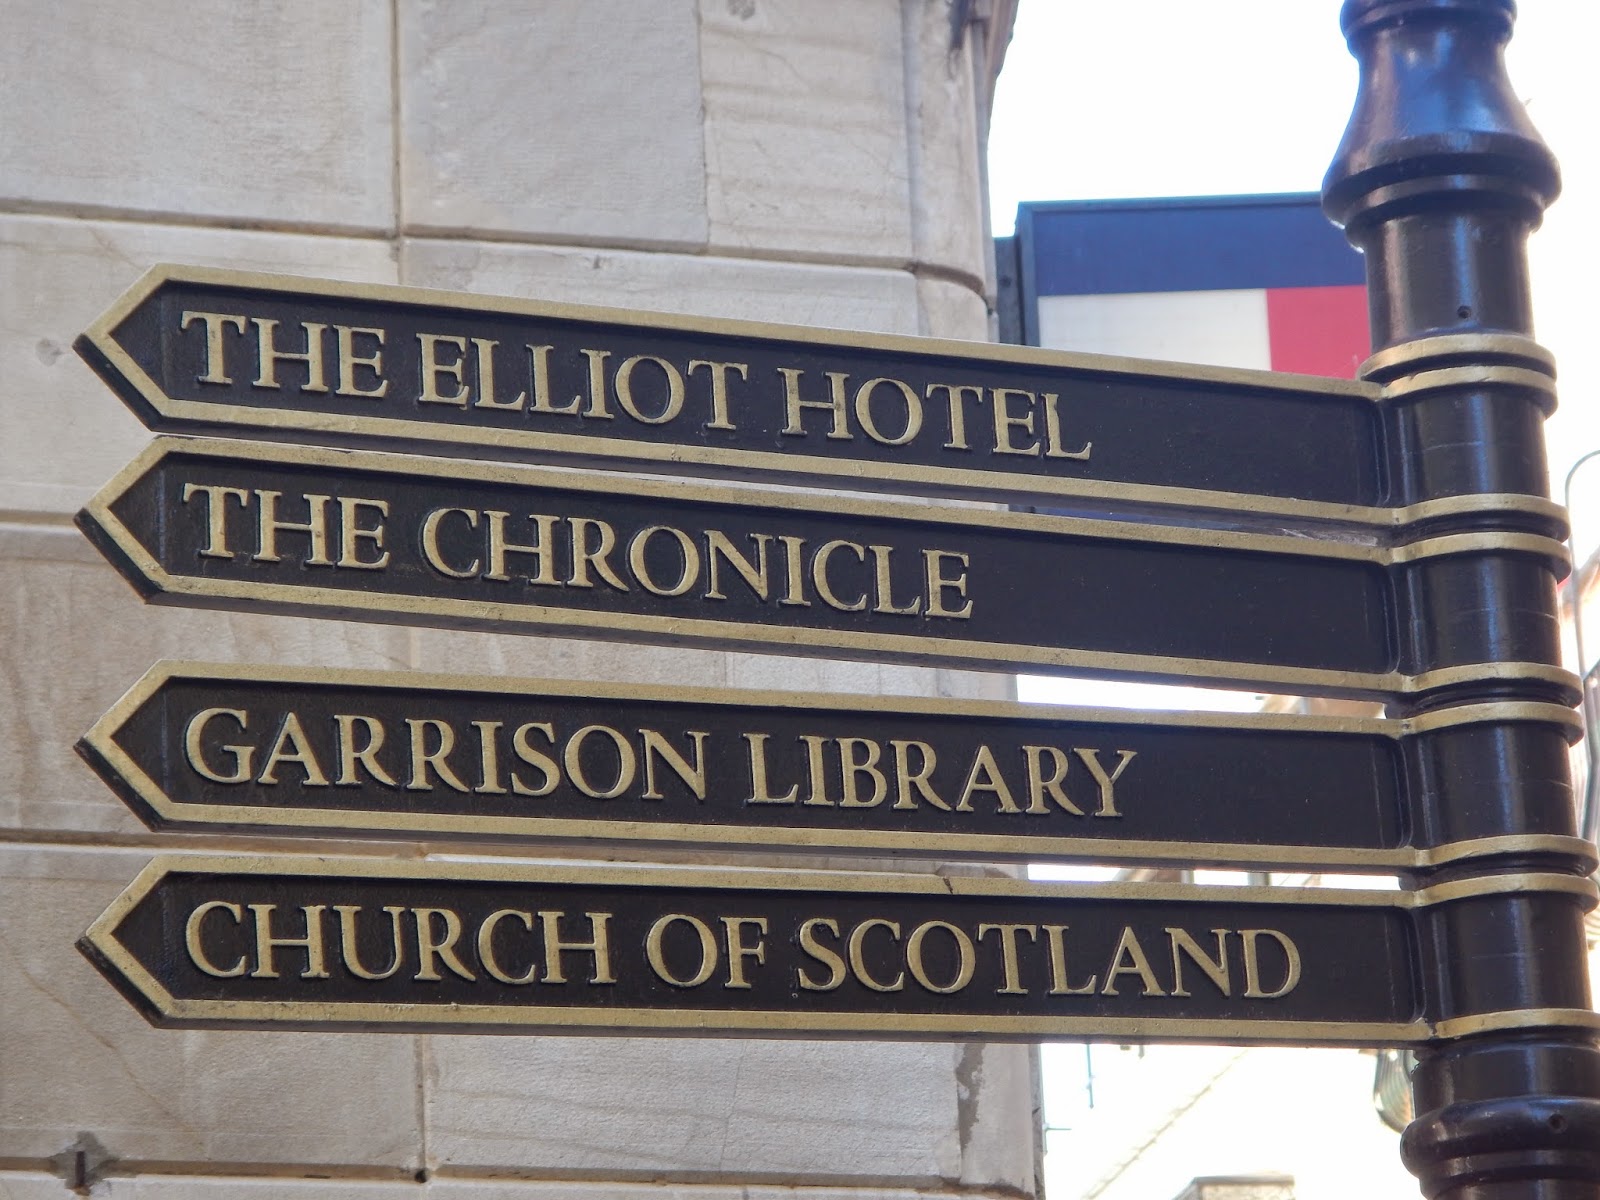 THE ELLIOT HOTEL
THE CHRONICLE
GARRISON LIBRARY
CHURCH OF SCOTLAND